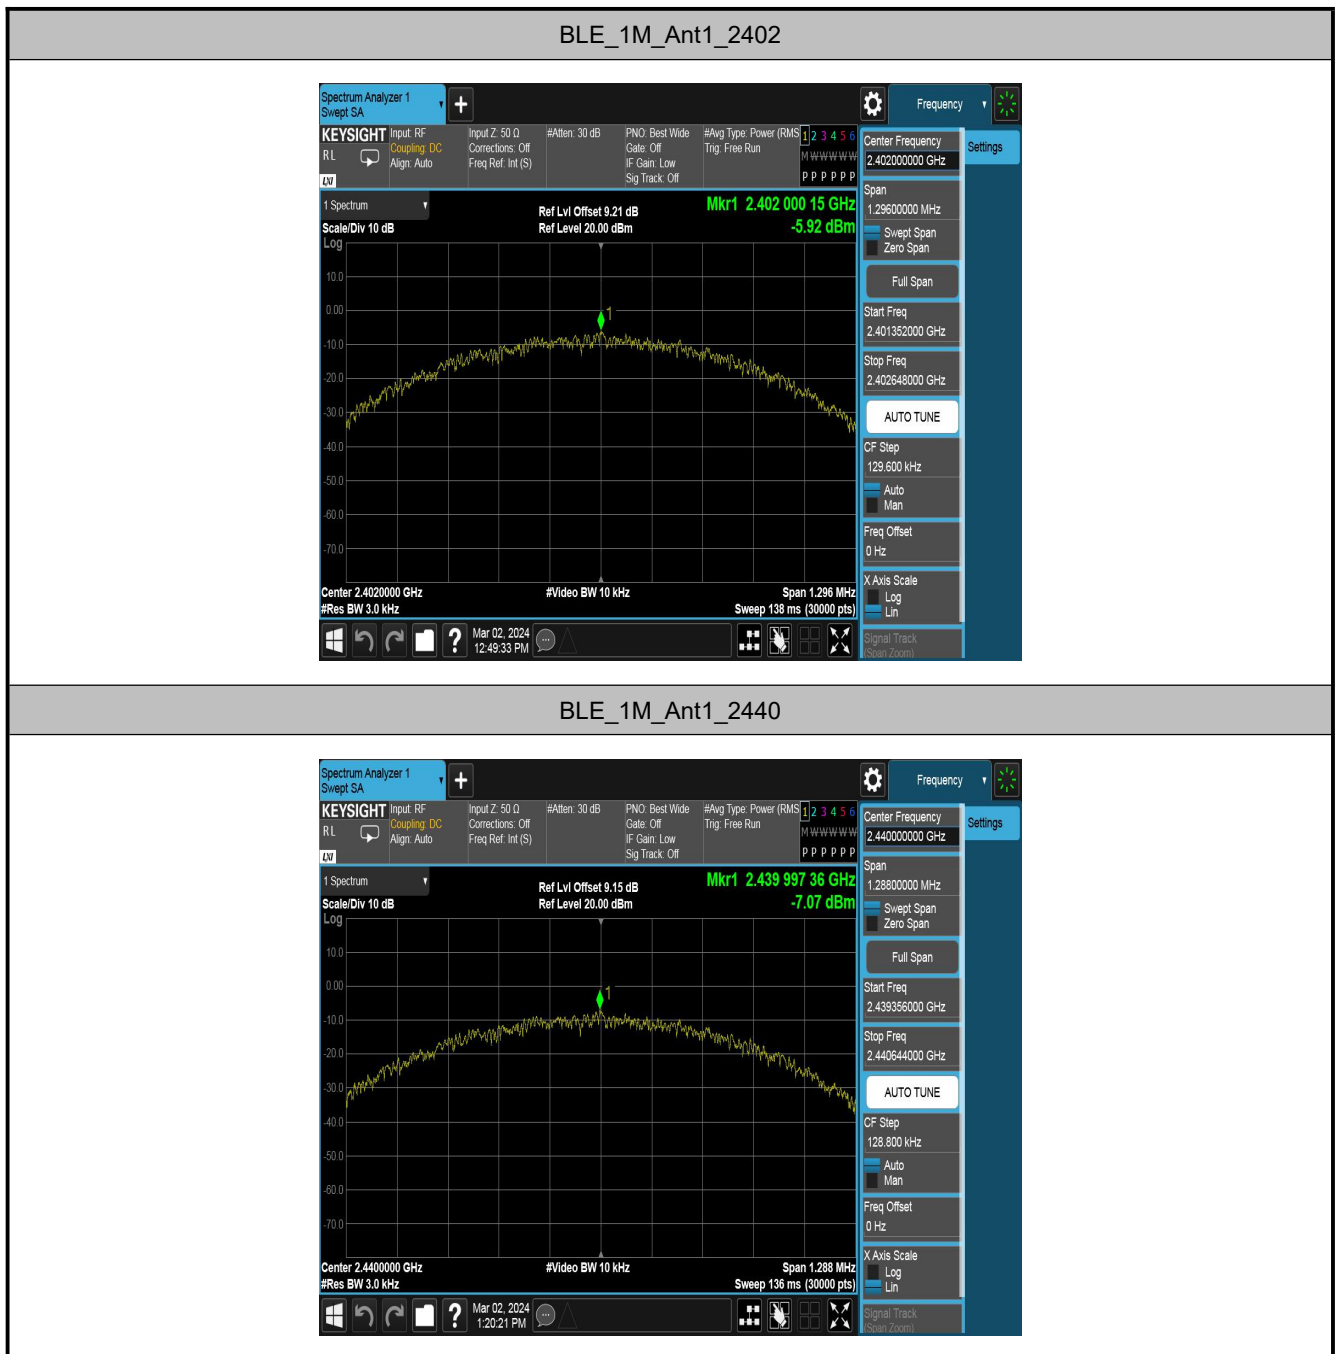 BLE_1M_Ant1_2402
Spectrum Analyzer 1
Swept SA
+
Frequency
KEYSIGHT
RL
LXI
Input: RF
Coupling: DC
Align: Auto
Input Z: 50 Ω
Corrections: Off
Freq Ref: Int (S)
#Atten: 30 dB
PNO: Best Wide
Gate: Off
IF Gain: Low
Sig Track: Off
#Avg Type: Power (RMS
Trig: Free Run
1 2 3 4 5 6
M W W W W W
P P P P P P
1 Spectrum
Scale/Div 10 dB
Ref Lvl Offset 9.21 dB
Ref Level 20.00 dBm
Mkr1 2.402 000 15 GHz
-5.92 dBm
Log
10.0
0.00
-10.0
-20.0
-30.0
-40.0
-50.0
-60.0
-70.0
1
Center 2.4020000 GHz
#Res BW 3.0 kHz
#Video BW 10 kHz
Span 1.296 MHz
Sweep 138 ms (30000 pts)
Mar 02, 2024
12:49:33 PM
Center Frequency
2.402000000 GHz
Settings
Span
1.29600000 MHz
Swept Span
Zero Span
Full Span
Start Freq
2.401352000 GHz
Stop Freq
2.402648000 GHz
AUTO TUNE
CF Step
129.600 kHz
Auto
Man
Freq Offset
0 Hz
X Axis Scale
Log
Lin
Signal Track
(Span Zoom)
BLE_1M_Ant1_2440
Spectrum Analyzer 1
Swept SA
+
Frequency
KEYSIGHT
RL
LXI
Input: RF
Coupling: DC
Align: Auto
Input Z: 50 Ω
Corrections: Off
Freq Ref: Int (S)
#Atten: 30 dB
PNO: Best Wide
Gate: Off
IF Gain: Low
Sig Track: Off
#Avg Type: Power (RMS
Trig: Free Run
1 2 3 4 5 6
M W W W W W
P P P P P P
1 Spectrum
Scale/Div 10 dB
Ref Lvl Offset 9.15 dB
Ref Level 20.00 dBm
Mkr1 2.439 997 36 GHz
-7.07 dBm
Log
10.0
0.00
-10.0
-20.0
-30.0
-40.0
-50.0
-60.0
-70.0
1
Center 2.4400000 GHz
#Res BW 3.0 kHz
#Video BW 10 kHz
Span 1.288 MHz
Sweep 136 ms (30000 pts)
Mar 02, 2024
1:20:21 PM
Center Frequency
2.440000000 GHz
Settings
Span
1.28800000 MHz
Swept Span
Zero Span
Full Span
Start Freq
2.439356000 GHz
Stop Freq
2.440644000 GHz
AUTO TUNE
CF Step
128.800 kHz
Auto
Man
Freq Offset
0 Hz
X Axis Scale
Log
Lin
Signal Track
(Span Zoom)